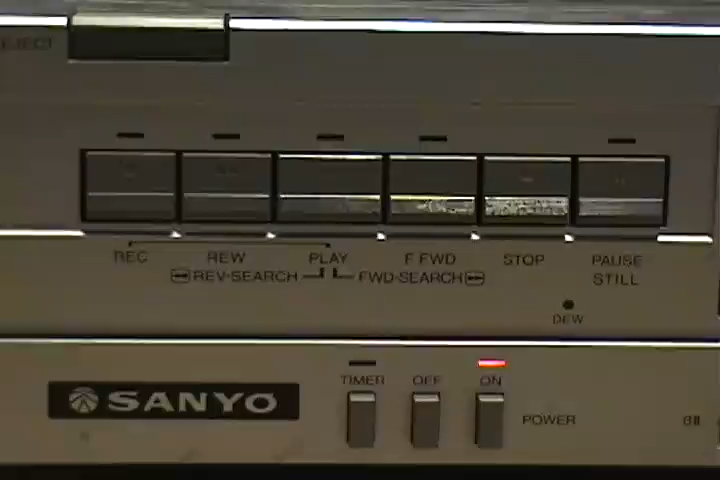 EJECT
REC REW PLAY F FWD STOP PAUSE
REV-SEARCH FWD-SEARCH STILL
DEW
TIMER OFF ON
SANYO
POWER